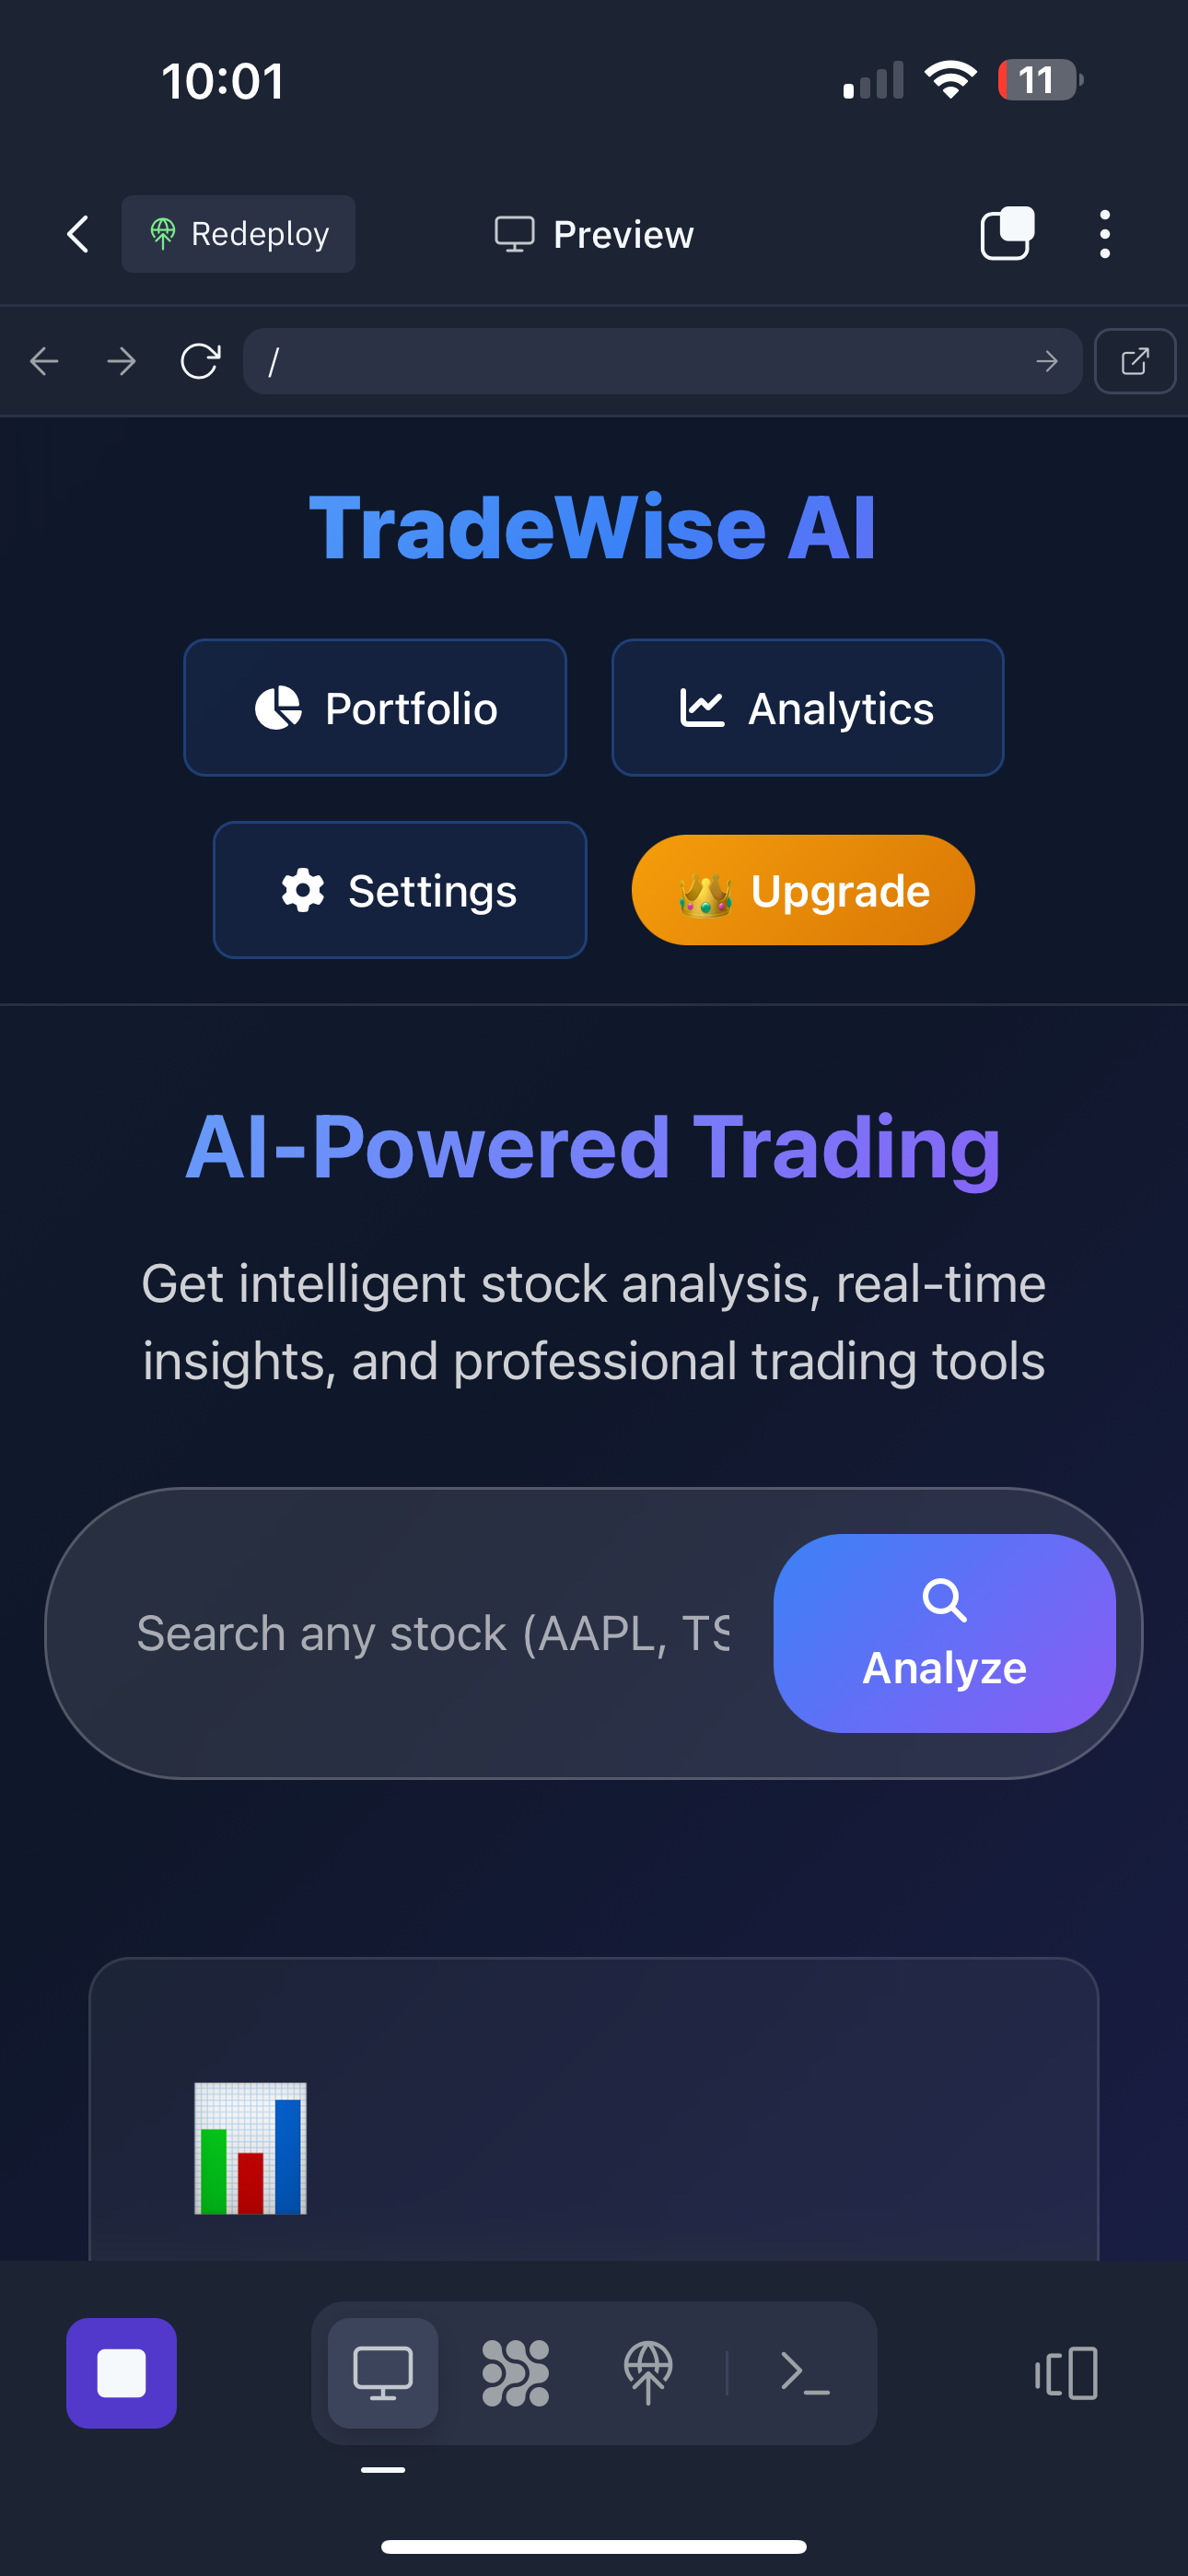 10:01
11
Redeploy
Preview
/
TradeWise AI
Portfolio
Analytics
Settings
Upgrade
AI-Powered Trading
Get intelligent stock analysis, real-time
insights, and professional trading tools
Search any stock (AAPL, TS
Analyze